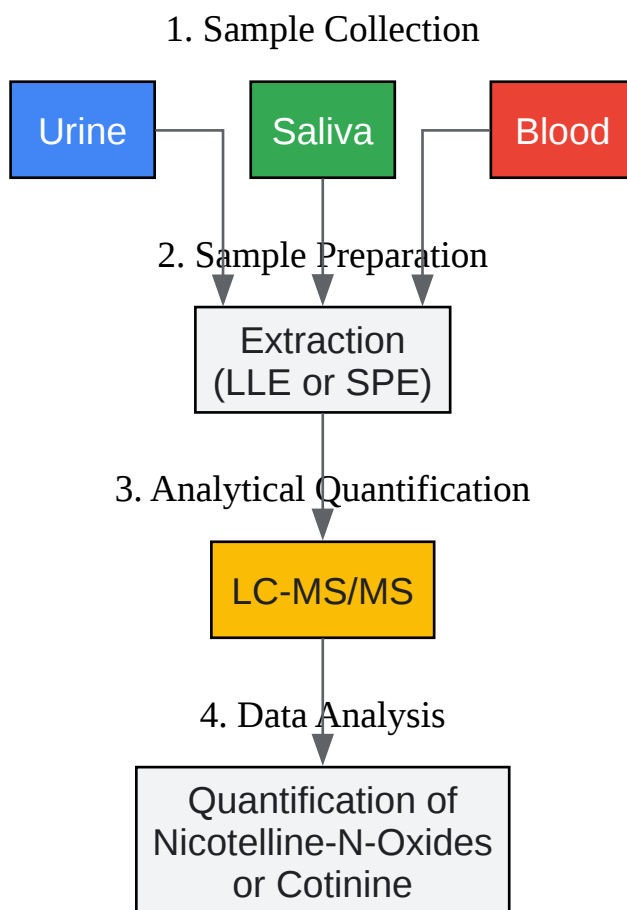 1. Sample Collection
Urine
Saliva
Blood
2. Sample Preparation
Extraction
(LLE or SPE)
3. Analytical Quantification
LC-MS/MS
4. Data Analysis
Quantification of
Nicotelline-N-Oxides
or Cotinine